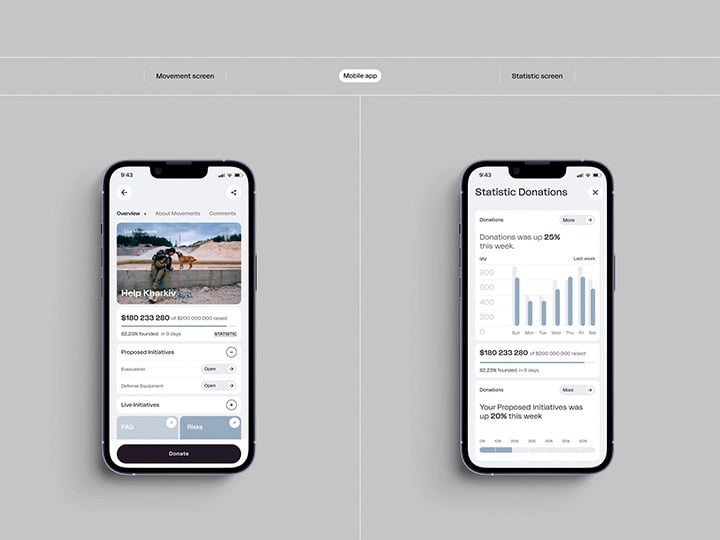 Movement screen
Mobile app
Statistic screen
9:43
Overview
About Movements
Comments
Live Movements
Help Kharkiv
$180 233 280 of $200 000 000 raised
82,23% founded in 9 days
STATISTIC
Proposed Initiatives
Evacuation
Open
Defense Equipment
Open
Live Initiatives
FAQ
Risks
Donate
9:43
Statistic Donations
Donations
More
Donations was up 25%
this week.
qty
Last week
800
600
400
200
0
Sun Mon Tue Wed Thu Fri Sat
$180 233 280 of $200 000 000 raised
82,23% founded in 9 days
Donations
More
Your Proposed Initiatives was
up 20% this week
0% 10% 20% 30% 40% 50% 60%